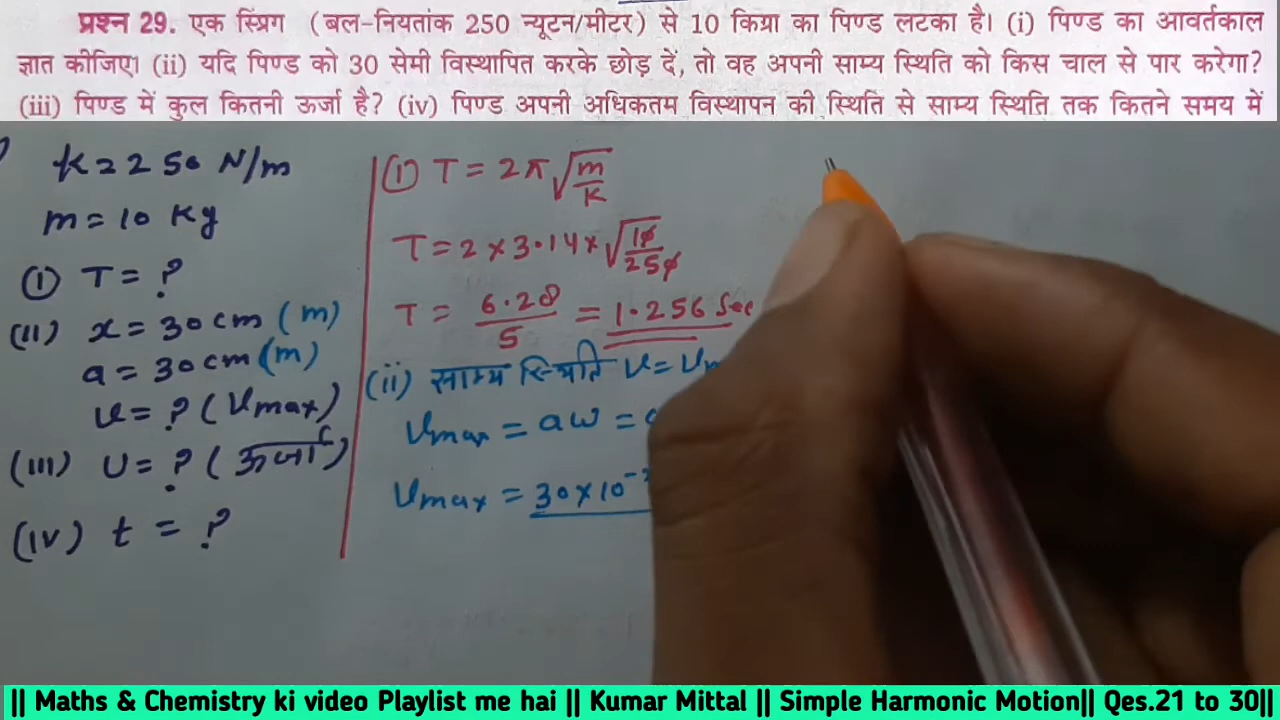 प्रश्न 29. एक स्प्रिग (बल-नियतांक 250 न्यूटन/मीटर) से 10 किग्रा का पिण्ड लटका है। (i) पिण्ड का आवर्तकाल
ज्ञात कीजिए। (ii) यदि पिण्ड को 30 सेमी विस्थापित करके छोड़ दें, तो वह अपनी साम्य स्थिति को किस चाल से पार करेगा?
(iii) पिण्ड में कुल कितनी ऊर्जा है? (iv) पिण्ड अपनी अधिकतम विस्थापन की स्थिति से साम्य स्थिति तक कितने समय में
k = 250 N/m
m = 10 Kg
(i) T = ?
(ii) x = 30 cm (m)
a = 30 cm (m)
v = ? (Vmax)
(iii) U = ? (ऊर्जा)
(iv) t = ?
(i) T = 2π√m/K
T = 2 × 3.14 × √10/250
T = 6.28/5 = 1.256 Sec
(ii) साम्य स्थिति v = Vm
Vmax = aω =
Vmax = 30×10⁻²
|| Maths & Chemistry ki video Playlist me hai || Kumar Mittal || Simple Harmonic Motion|| Qes.21 to 30||